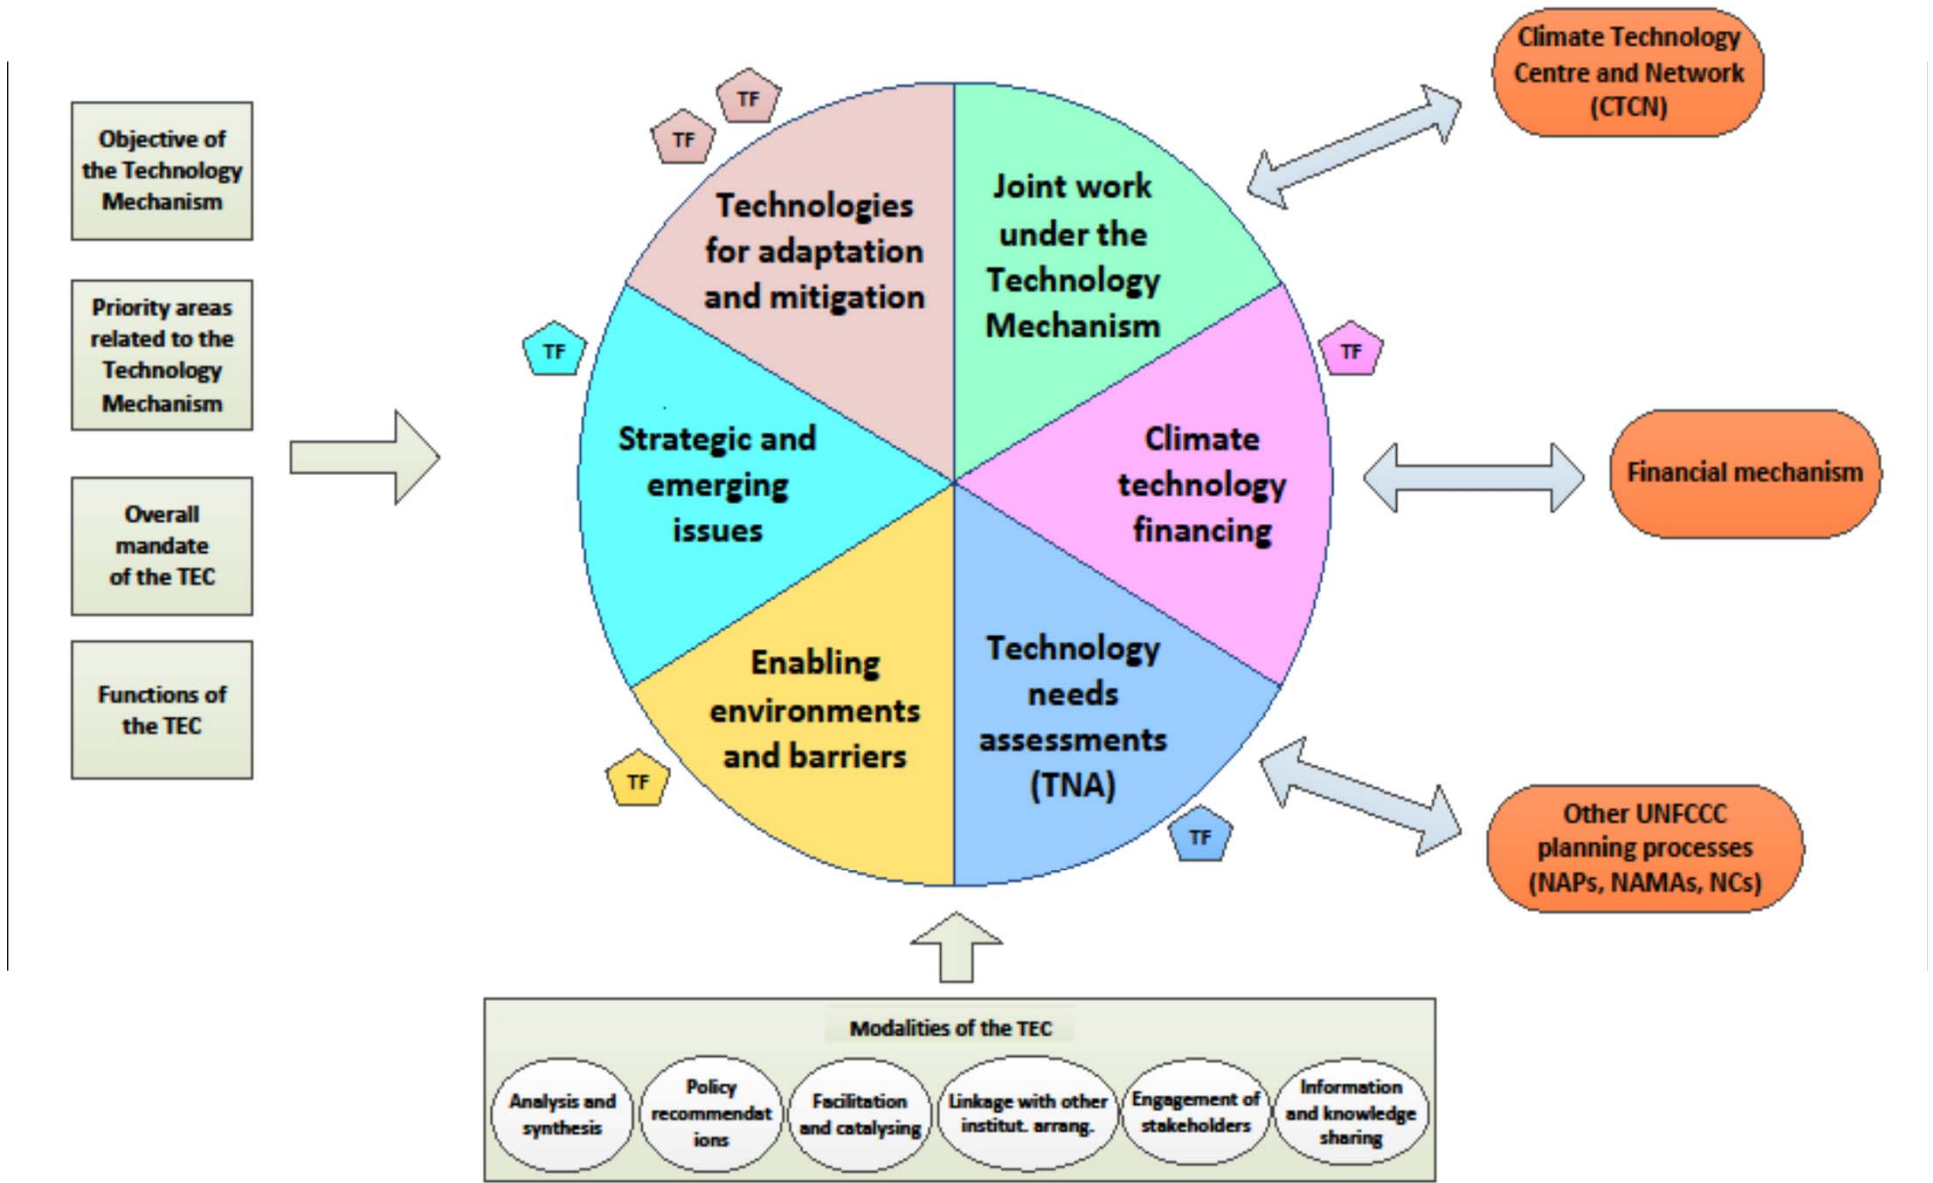 Objective of
the Technology
Mechanism
Priority areas
related to the
Technology
Mechanism
Overall
mandate
of the TEC
Functions of
the TEC
TF
TF
Technologies
for adaptation
and mitigation
Joint work
under the
Technology
Mechanism
TF
Strategic and
emerging
issues
TF
Climate
technology
financing
TF
Enabling
environments
and barriers
Technology
needs
assessments
(TNA)
TF
Climate Technology
Centre and Network
(CTCN)
Financial mechanism
Other UNFCCC
planning processes
(NAPs, NAMAs, NCs)
Modalities of the TEC
Analysis and
synthesis
Policy
recommendat
ions
Facilitation
and catalysing
Linkage with other
institut. arrang.
Engagement of
stakeholders
Information
and knowledge
sharing